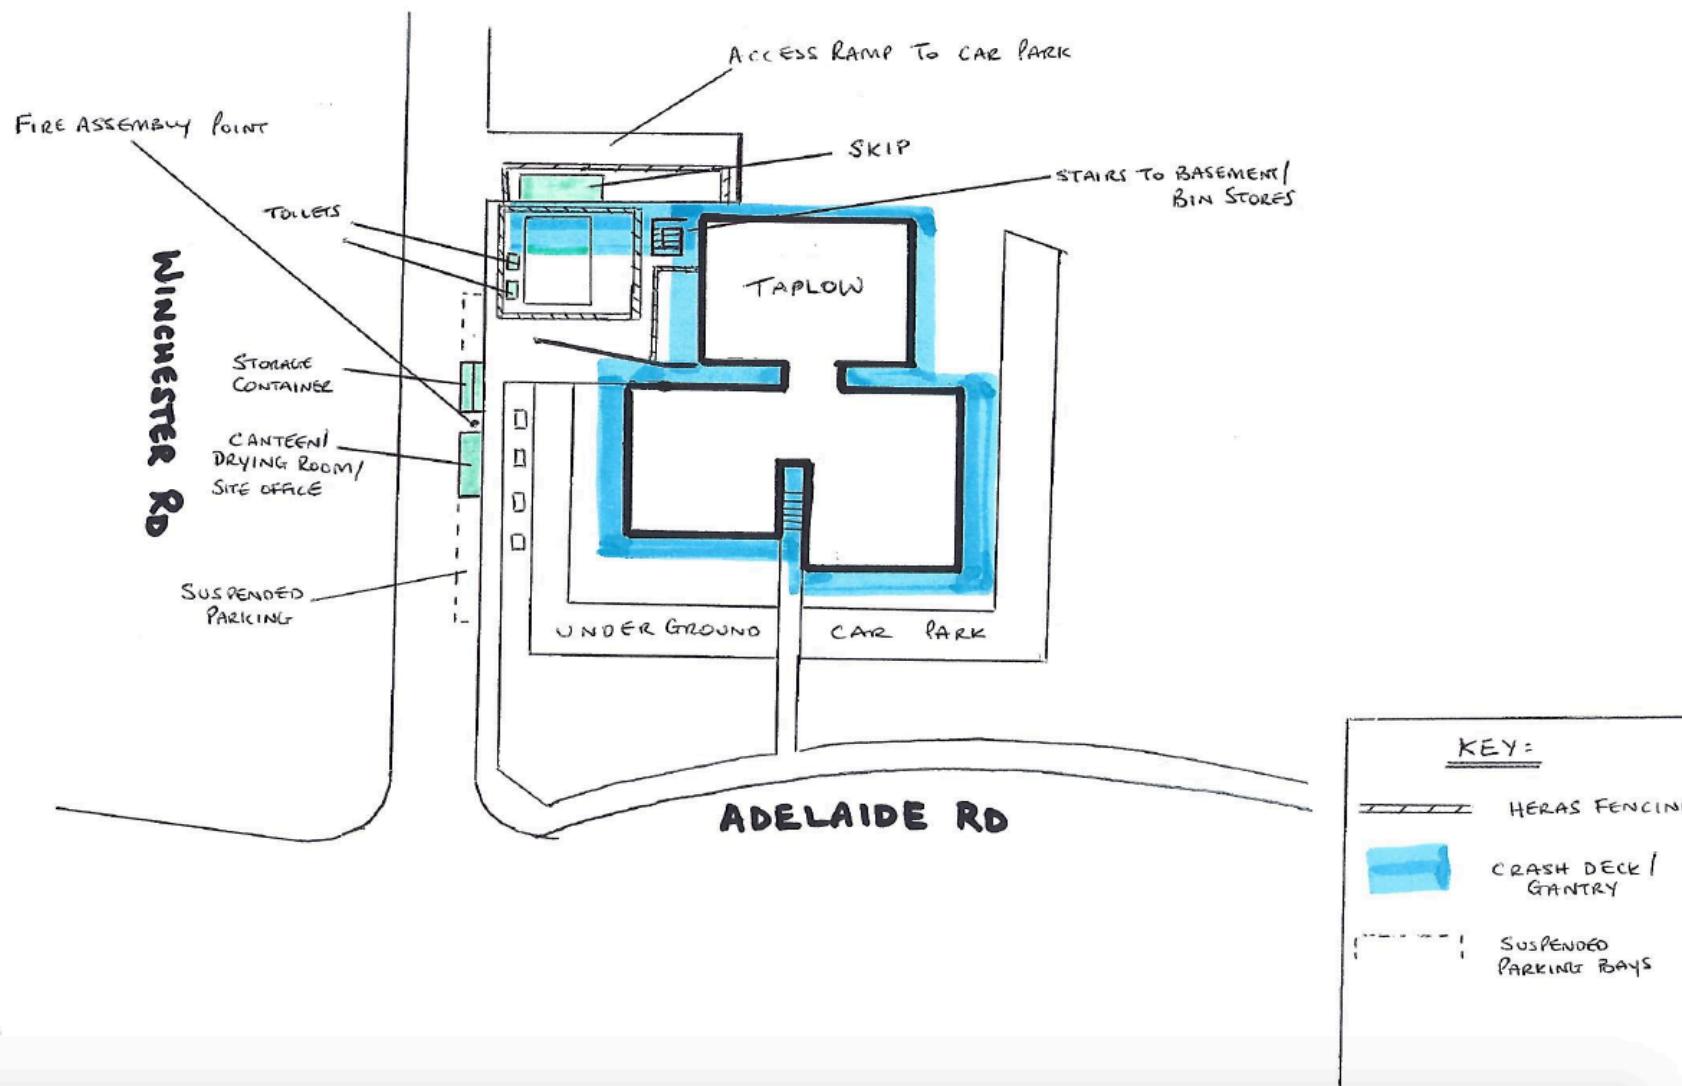 ACCESS RAMP TO CAR PARK
FIRE ASSEMBLY POINT
SKIP
STAIRS TO BASEMENT/
BIN STORES
TOILETS
TAPLOW
WINCHESTER RD
STORAGE
CONTAINER
CANTEEN/
DRYING ROOM/
SITE OFFICE
SUSPENDED
PARKING
UNDERGROUND CAR PARK
ADELAIDE RD
KEY:
HERAS FENCIN
CRASH DECK/
GANTRY
SUSPENDED
PARKING BAYS